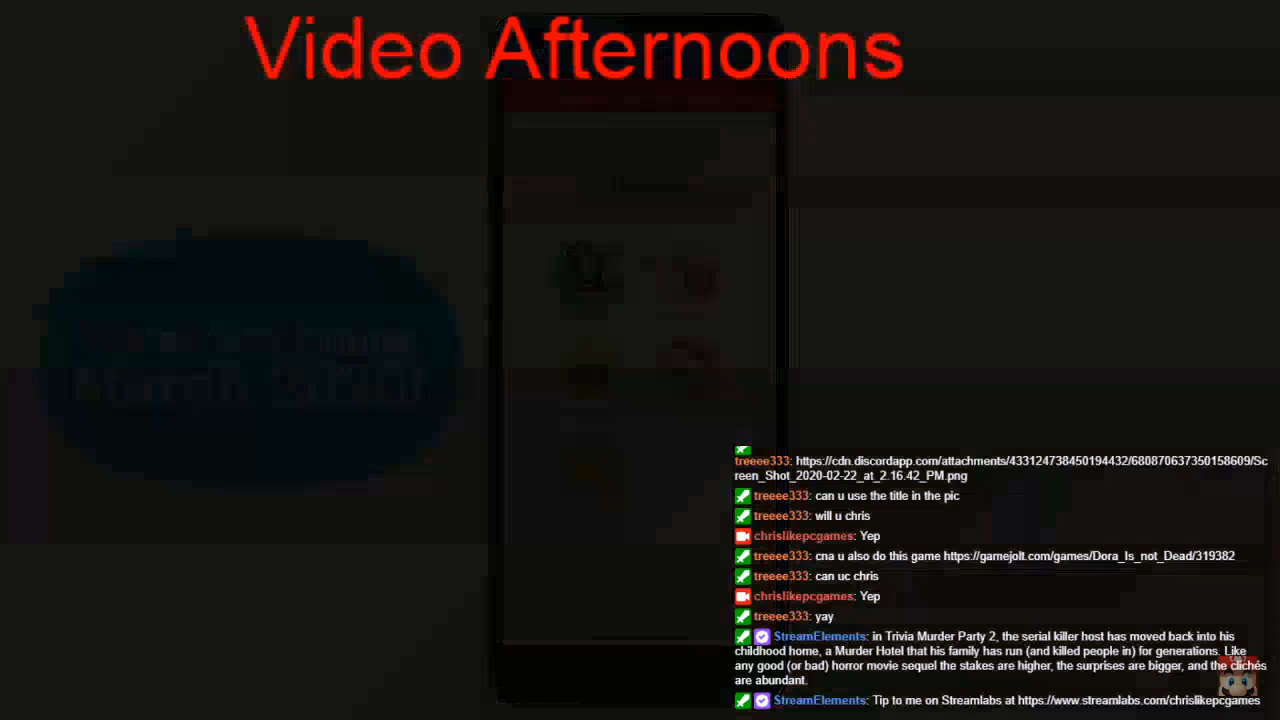 Video Afternoons
treeee333: https://cdn.discordapp.com/attachments/433124738450194432/680870637350158609/Sc
reen_Shot_2020-02-22_at_2.16.42_PM.png
treeee333: can u use the title in the pic
treeee333: will u chris
chrislikepcgames: Yep
treeee333: cna u also do this game https://gamejolt.com/games/Dora_Is_not_Dead/319382
treeee333: can uc chris
chrislikepcgames: Yep
treeee333: yay
StreamElements: in Trivia Murder Party 2, the serial killer host has moved back into his
childhood home, a Murder Hotel that his family has run (and killed people in) for generations. Like
any good (or bad) horror movie sequel the stakes are higher, the surprises are bigger, and the clichés
are abundant.
StreamElements: Tip to me on Streamlabs at https://www.streamlabs.com/chrislikepcgames